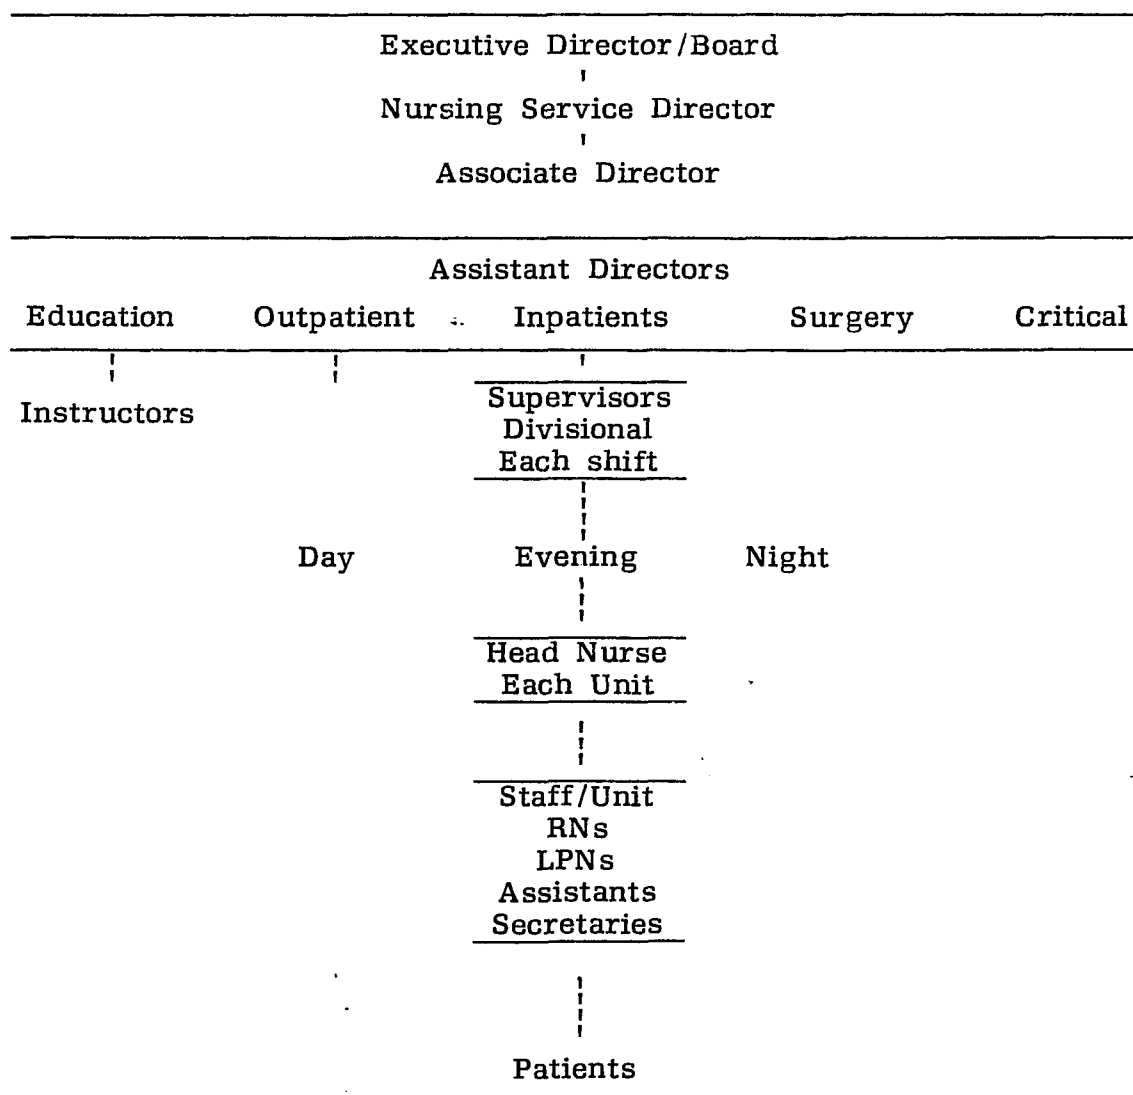 Executive Director/Board
Nursing Service Director
Associate Director
Assistant Directors
Education Outpatient Inpatients Surgery Critical
Instructors
Supervisors
Divisional
Each shift
Day Evening Night
Head Nurse
Each Unit
Staff/Unit
RNs
LPNs
Assistants
Secretaries
Patients